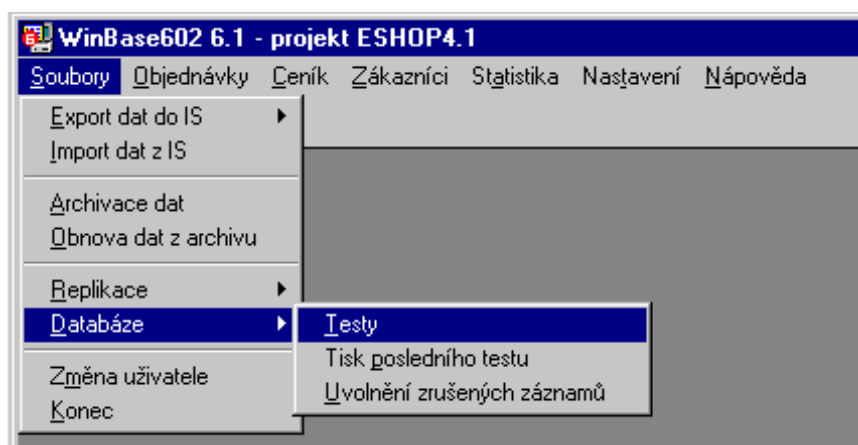 WinBase602 6.1 - projekt ESHOP4.1
Soubory Objednávky Ceník Zákazníci Statistika Nastavení Nápověda
Export dat do IS
Import dat z IS
Archivace dat
Obnova dat z archivu
Replikace
Databáze
Testy
Tisk posledního testu
Uvolnění zrušených záznamů
Změna uživatele
Konec